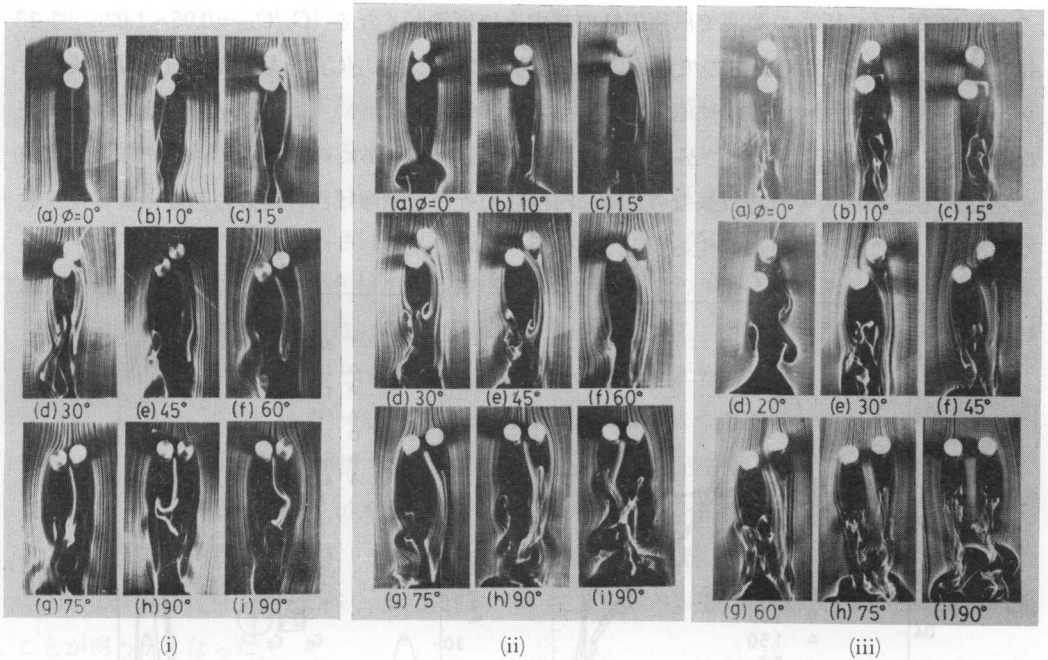 (a) ø=0° (b) 10° (c) 15°
(d) 30° (e) 45° (f) 60°
(g) 75° (h) 90° (i) 90°
(i)
(a) ø=0° (b) 10° (c) 15°
(d) 30° (e) 45° (f) 60°
(g) 75° (h) 90° (i) 90°
(ii)
(a) ø=0° (b) 10° (c) 15°
(d) 20° (e) 30° (f) 45°
(g) 60° (h) 75° (i) 90°
(iii)